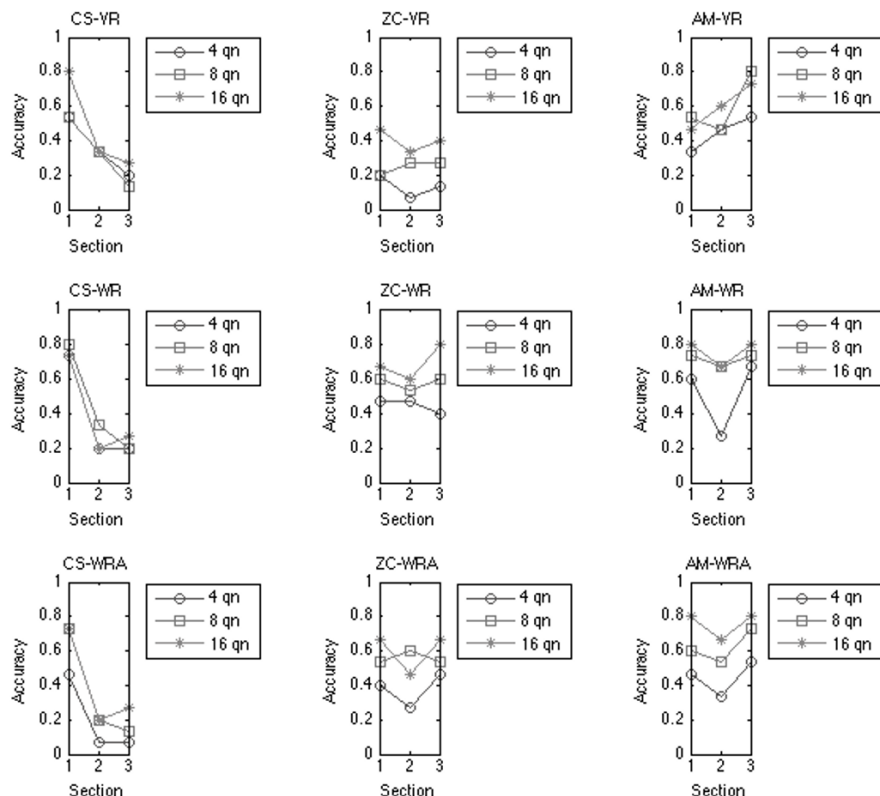 CS-VR
1
0.8
0.6
0.4
0.2
0
Accuracy
1 2 3
Section
4 qn
8 qn
16 qn
ZC-VR
1
0.8
0.6
0.4
0.2
0
Accuracy
1 2 3
Section
4 qn
8 qn
16 qn
AM-VR
1
0.8
0.6
0.4
0.2
0
Accuracy
1 2 3
Section
4 qn
8 qn
16 qn
CS-WR
1
0.8
0.6
0.4
0.2
0
Accuracy
1 2 3
Section
4 qn
8 qn
16 qn
ZC-WR
1
0.8
0.6
0.4
0.2
0
Accuracy
1 2 3
Section
4 qn
8 qn
16 qn
AM-WR
1
0.8
0.6
0.4
0.2
0
Accuracy
1 2 3
Section
4 qn
8 qn
16 qn
CS-WRA
1
0.8
0.6
0.4
0.2
0
Accuracy
1 2 3
Section
4 qn
8 qn
16 qn
ZC-WRA
1
0.8
0.6
0.4
0.2
0
Accuracy
1 2 3
Section
4 qn
8 qn
16 qn
AM-WRA
1
0.8
0.6
0.4
0.2
0
Accuracy
1 2 3
Section
4 qn
8 qn
16 qn